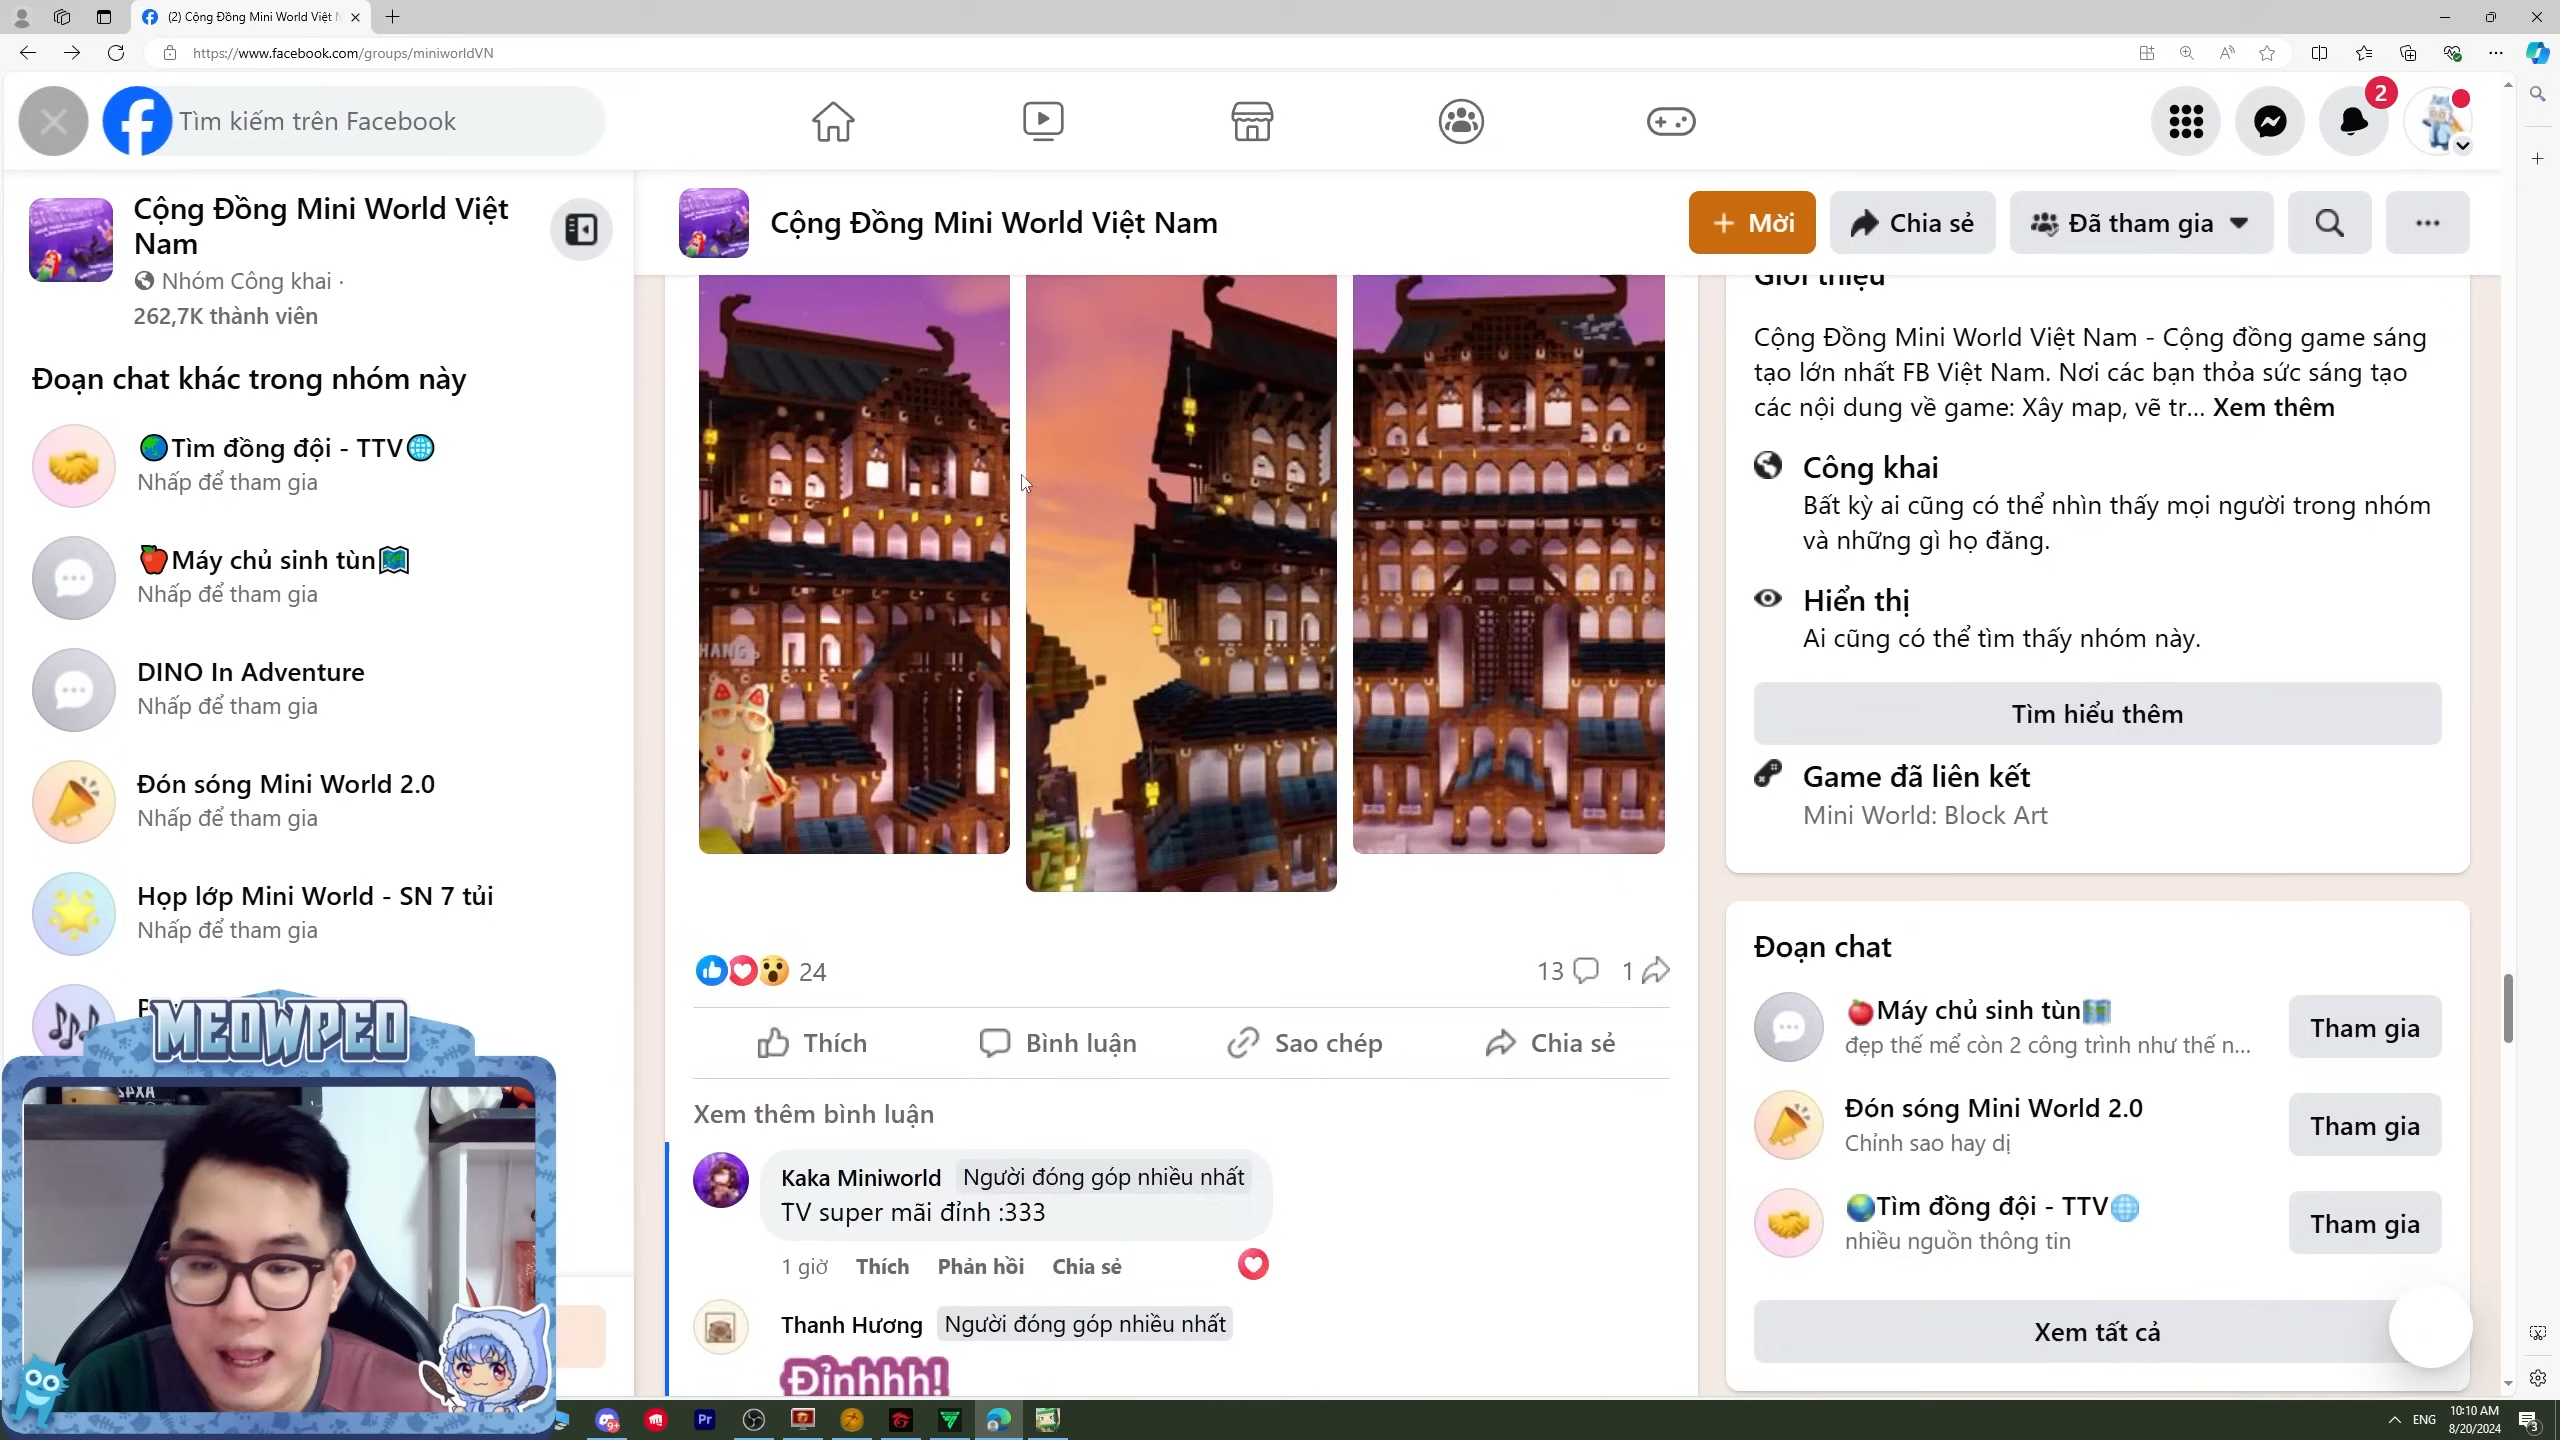 (2) Cộng Đồng Mini World Việt N
https://www.facebook.com/groups/miniworldVN
Tìm kiếm trên Facebook
2
Cộng Đồng Mini World Việt Nam
Nhóm Công khai ·
262,7K thành viên
Đoạn chat khác trong nhóm này
Tìm đồng đội - TTV
Nhấp để tham gia
Máy chủ sinh tùn
Nhấp để tham gia
DINO In Adventure
Nhấp để tham gia
Đón sóng Mini World 2.0
Nhấp để tham gia
Họp lớp Mini World - SN 7 tủi
Nhấp để tham gia
MEOWPEO
Cộng Đồng Mini World Việt Nam
Mời
Chia sẻ
Đã tham gia
24
13
1
Thích
Bình luận
Sao chép
Chia sẻ
Xem thêm bình luận
Kaka Miniworld Người đóng góp nhiều nhất
TV super mãi đỉnh :333
1 giờ Thích Phản hồi Chia sẻ
Thanh Hương Người đóng góp nhiều nhất
Đỉnhhh!
Giới thiệu
Cộng Đồng Mini World Việt Nam - Cộng đồng game sáng
tạo lớn nhất FB Việt Nam. Nơi các bạn thỏa sức sáng tạo
các nội dung về game: Xây map, vẽ tr... Xem thêm
Công khai
Bất kỳ ai cũng có thể nhìn thấy mọi người trong nhóm
và những gì họ đăng.
Hiển thị
Ai cũng có thể tìm thấy nhóm này.
Tìm hiểu thêm
Game đã liên kết
Mini World: Block Art
Đoạn chat
Máy chủ sinh tùn
đẹp thế mể còn 2 công trình như thế n...
Tham gia
Đón sóng Mini World 2.0
Chỉnh sao hay dị
Tham gia
Tìm đồng đội - TTV
nhiều nguồn thông tin
Tham gia
Xem tất cả
9+
Pr
ENG
10:10 AM
8/20/2024
3